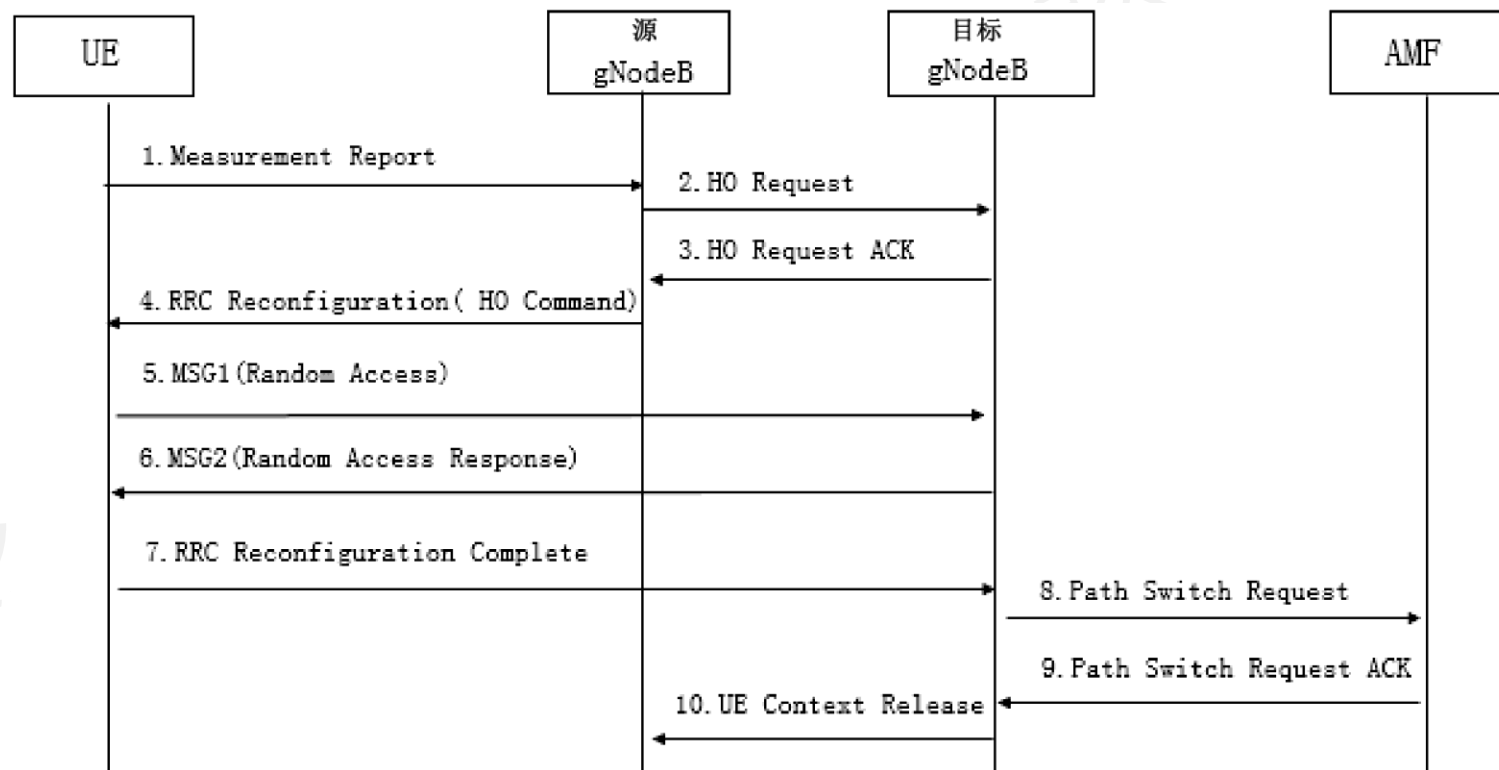 UE
源
gNodeB
目标
gNodeB
AMF
1.Measurement Report
2.HO Request
3.HO Request ACK
4.RRC Reconfiguration( HO Command)
5.MSG1(Random Access)
6.MSG2(Random Access Response)
7.RRC Reconfiguration Complete
8.Path Switch Request
9.Path Switch Request ACK
10.UE Context Release